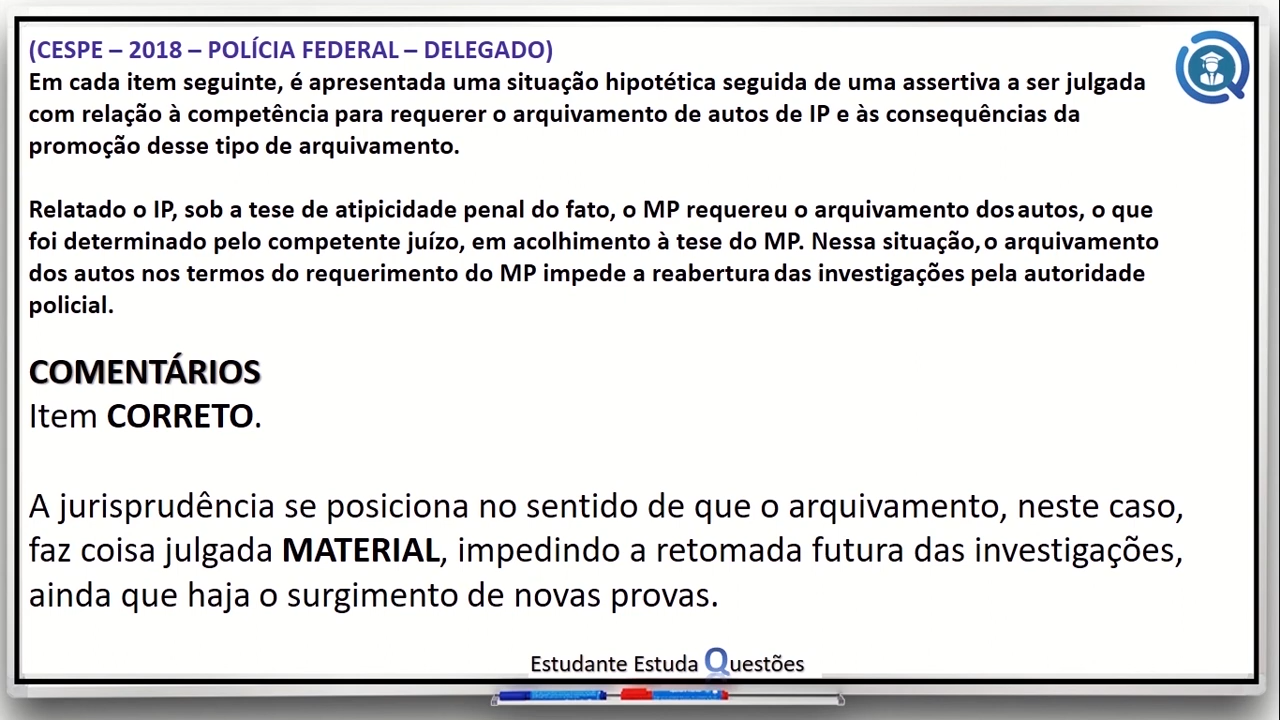 (CESPE – 2018 – POLÍCIA FEDERAL – DELEGADO)
Em cada item seguinte, é apresentada uma situação hipotética seguida de uma assertiva a ser julgada
com relação à competência para requerer o arquivamento de autos de IP e às consequências da
promoção desse tipo de arquivamento.
Relatado o IP, sob a tese de atipicidade penal do fato, o MP requereu o arquivamento dos autos, o que
foi determinado pelo competente juízo, em acolhimento à tese do MP. Nessa situação, o arquivamento
dos autos nos termos do requerimento do MP impede a reabertura das investigações pela autoridade
policial.
COMENTÁRIOS
Item CORRETO.
A jurisprudência se posiciona no sentido de que o arquivamento, neste caso,
faz coisa julgada MATERIAL, impedindo a retomada futura das investigações,
ainda que haja o surgimento de novas provas.
Estudante Estuda Questões